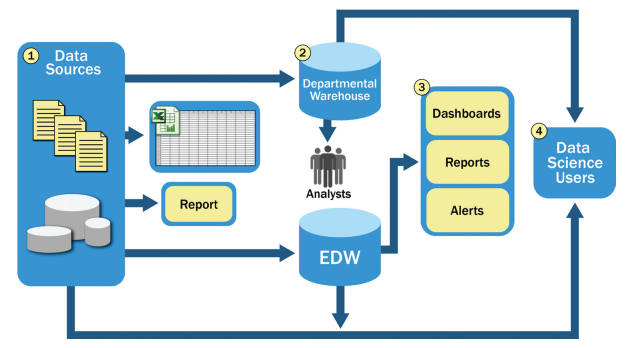 1
Data
Sources
Report
2
Departmental
Warehouse
Analysts
EDW
3
Dashboards
Reports
Alerts
4
Data
Science
Users